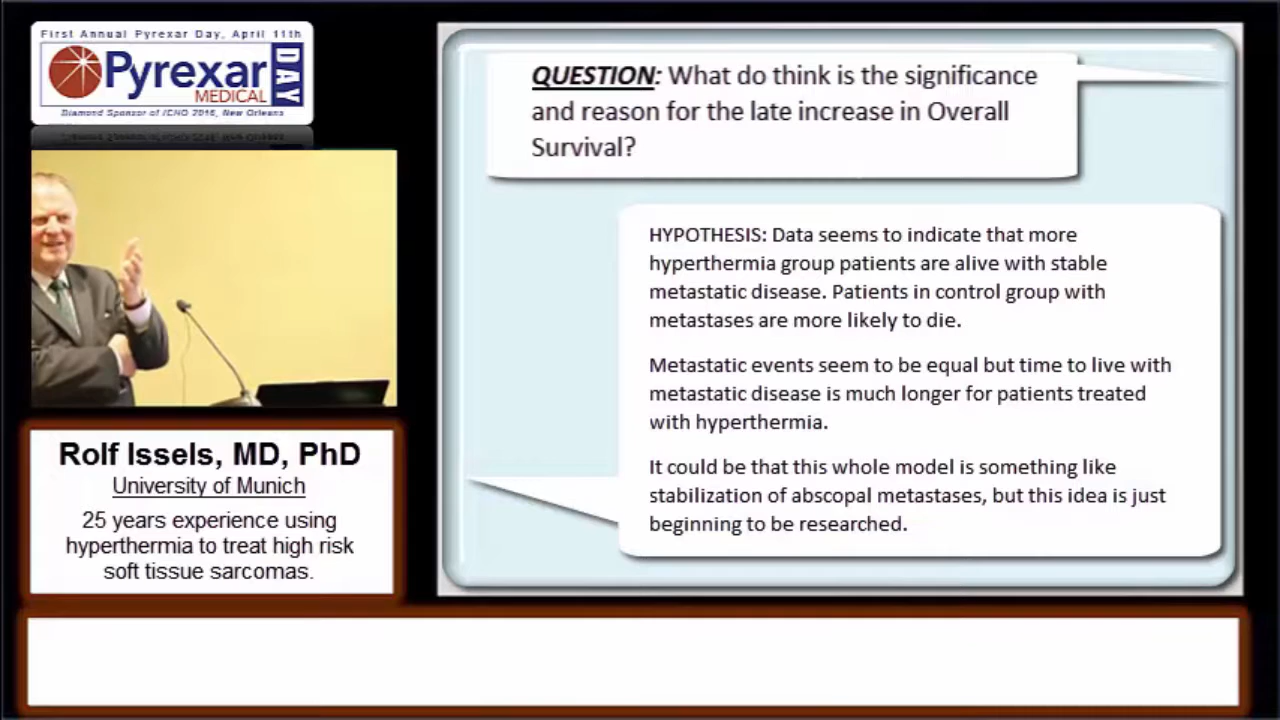 First Annual Pyrexar Day, April 11th
Pyrexar
MEDICAL
DAY
Diamond Sponsor of ICHO 2016, New Orleans
QUESTION: What do think is the significance
and reason for the late increase in Overall
Survival?
HYPOTHESIS: Data seems to indicate that more
hyperthermia group patients are alive with stable
metastatic disease. Patients in control group with
metastases are more likely to die.
Metastatic events seem to be equal but time to live with
metastatic disease is much longer for patients treated
with hyperthermia.
It could be that this whole model is something like
stabilization of abscopal metastases, but this idea is just
beginning to be researched.
Rolf Issels, MD, PhD
University of Munich
25 years experience using
hyperthermia to treat high risk
soft tissue sarcomas.